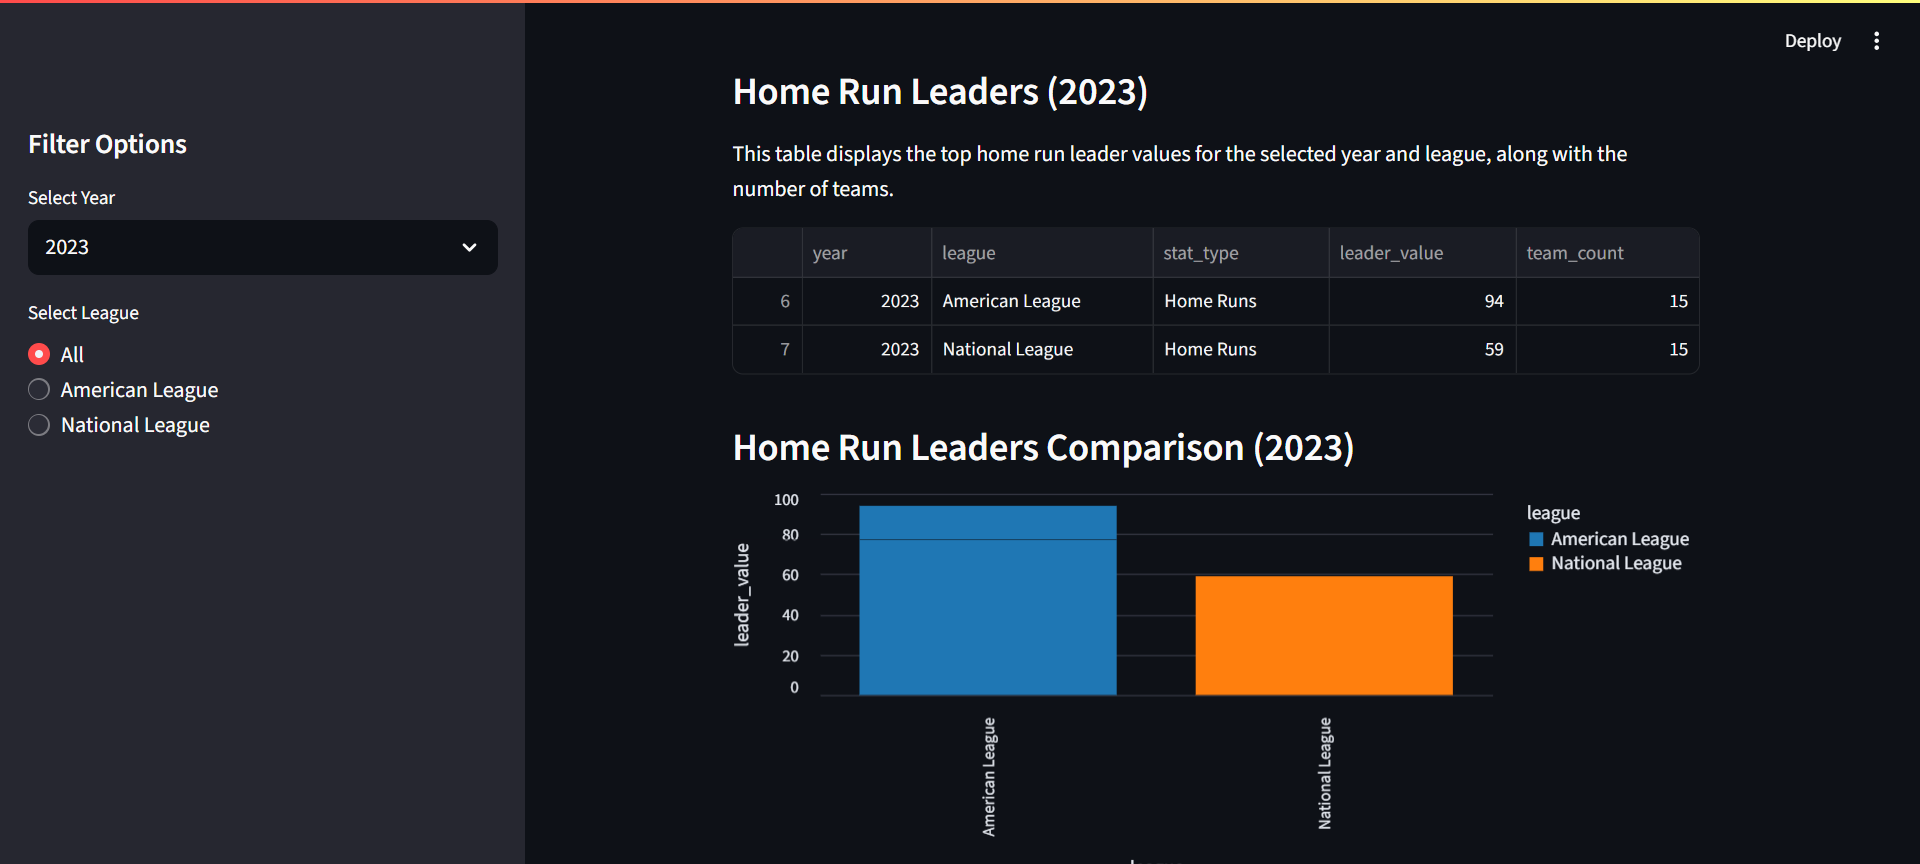 Deploy
Filter Options
Select Year
2023
Select League
All
American League
National League
Home Run Leaders (2023)
This table displays the top home run leader values for the selected year and league, along with the
number of teams.
year league stat_type leader_value team_count
6 2023 American League Home Runs 94 15
7 2023 National League Home Runs 59 15
Home Run Leaders Comparison (2023)
leader_value
100
80
60
40
20
0
American League
National League
league
American League
National League